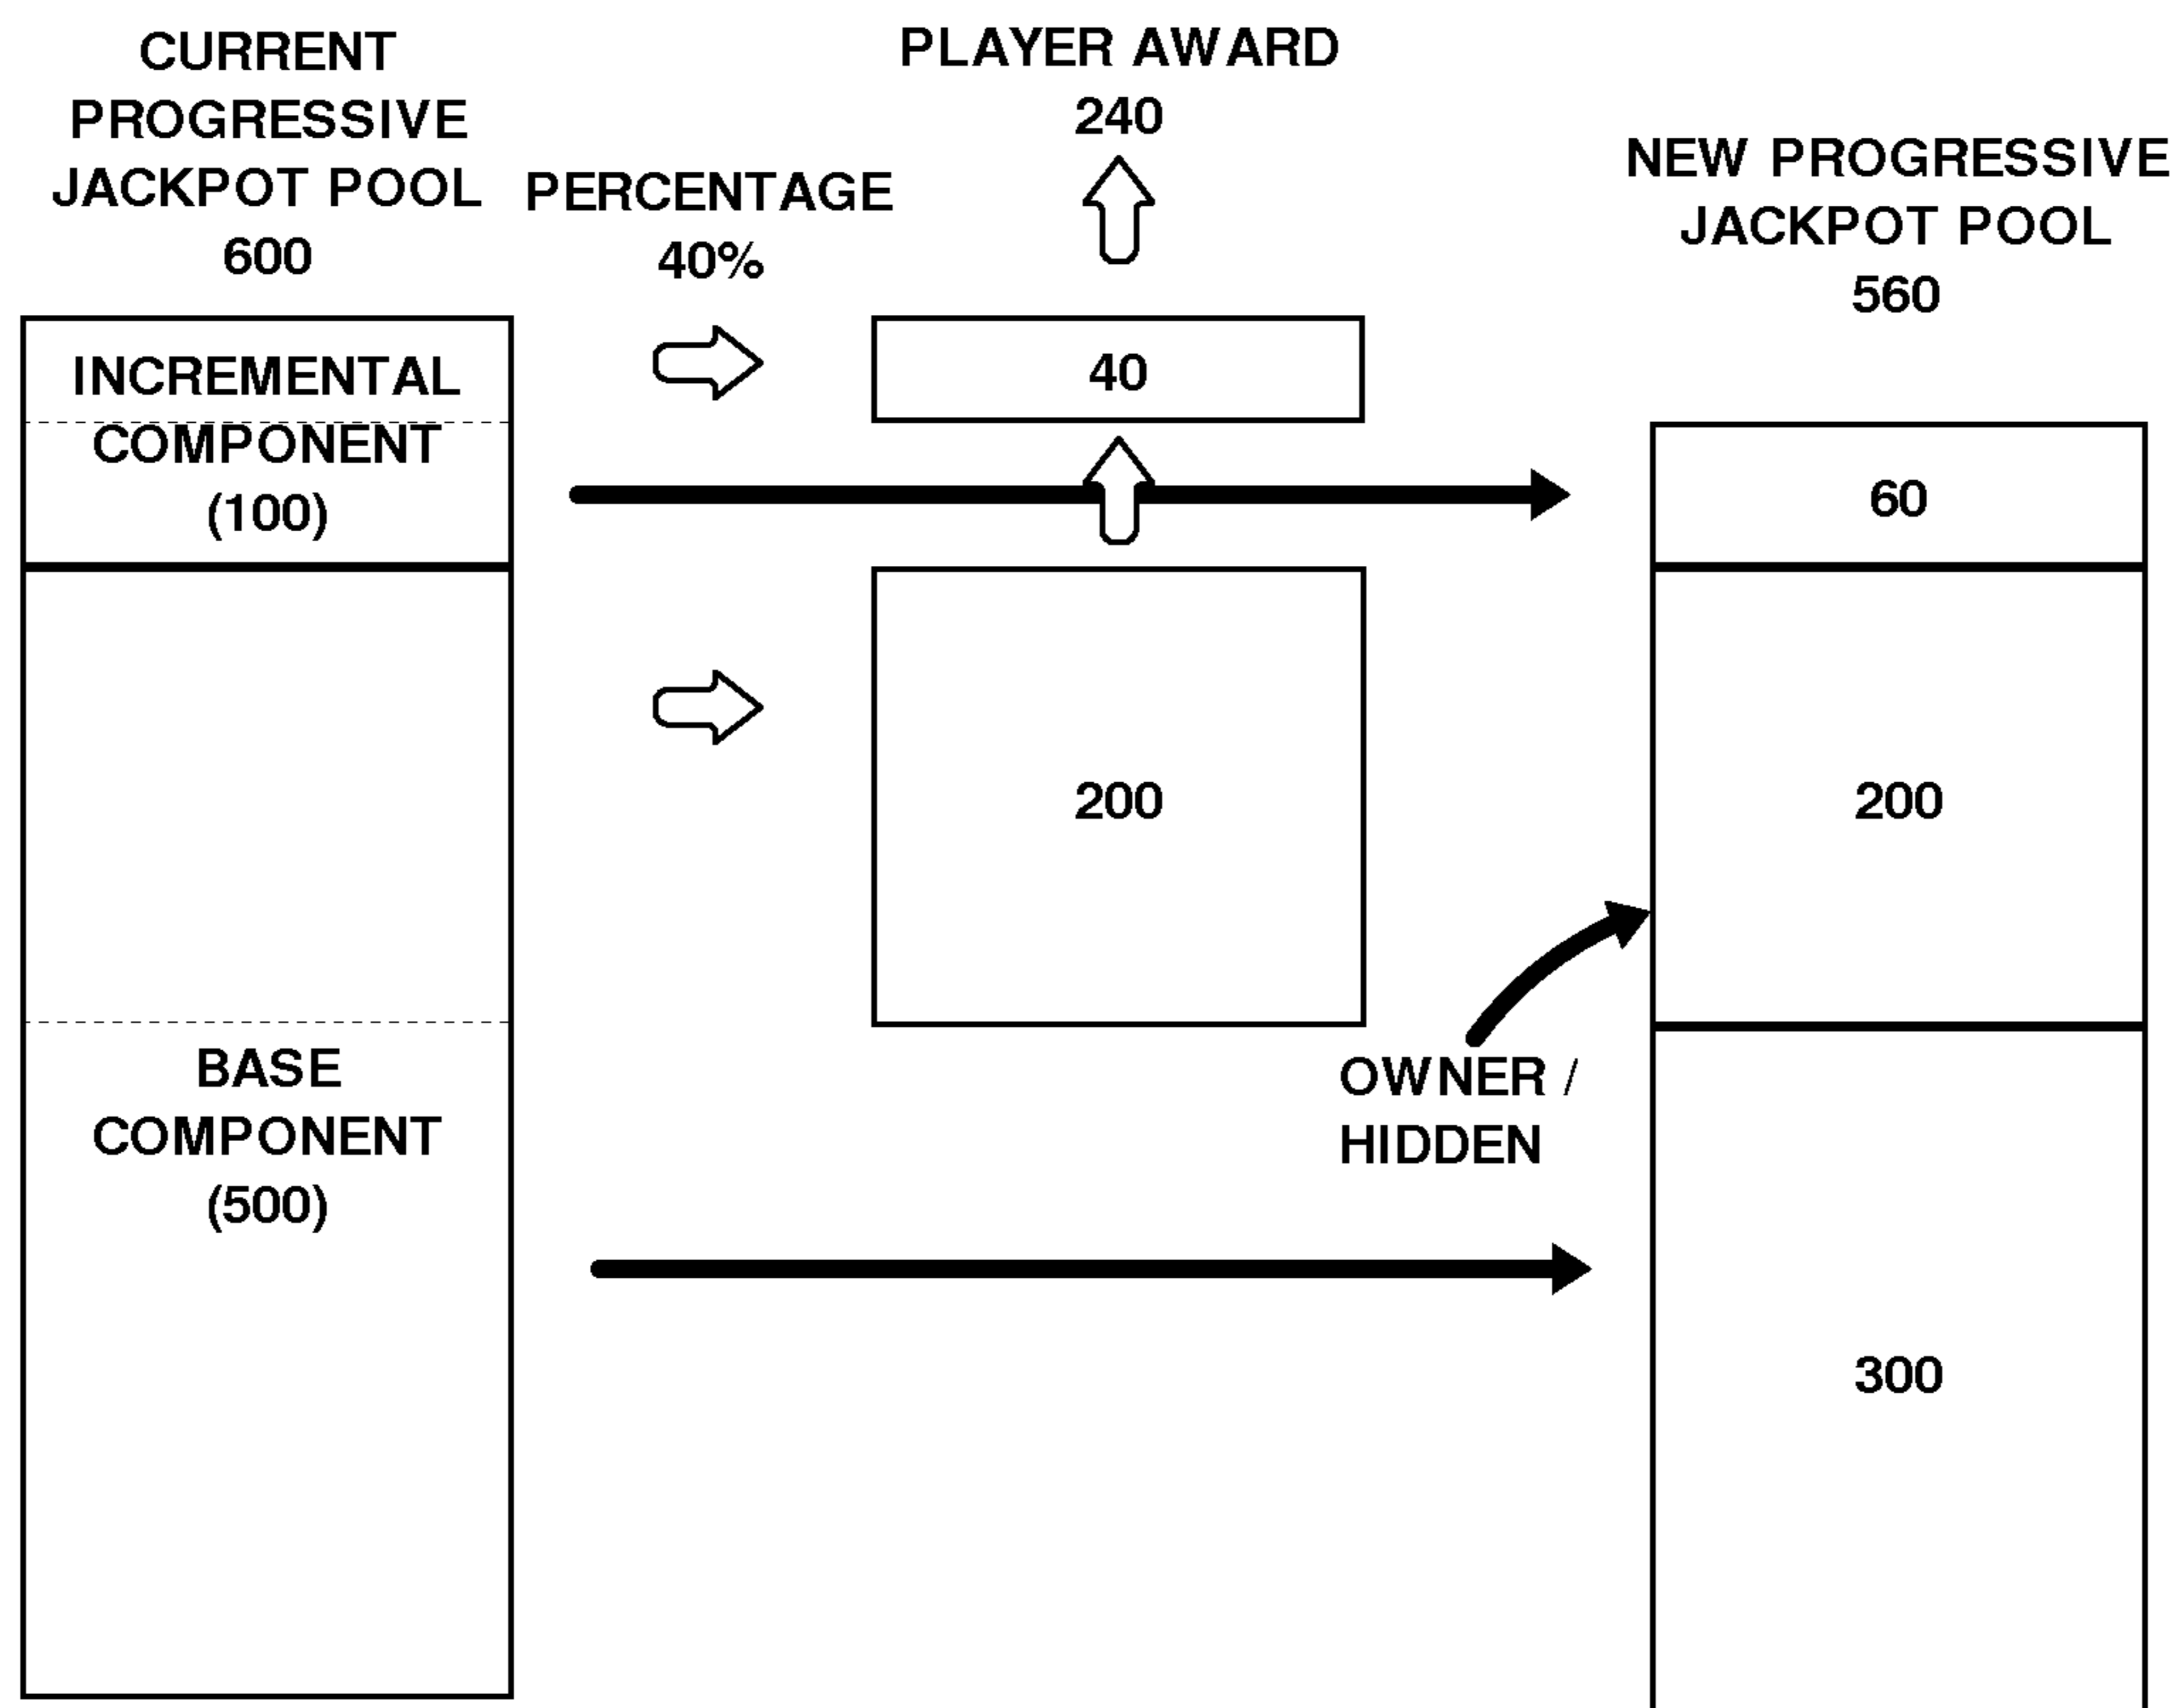 CURRENT
PROGRESSIVE
JACKPOT POOL
600
PERCENTAGE
40%
PLAYER AWARD
240
NEW PROGRESSIVE
JACKPOT POOL
560
INCREMENTAL
COMPONENT
(100)
40
60
200
200
BASE
COMPONENT
(500)
OWNER /
HIDDEN
300